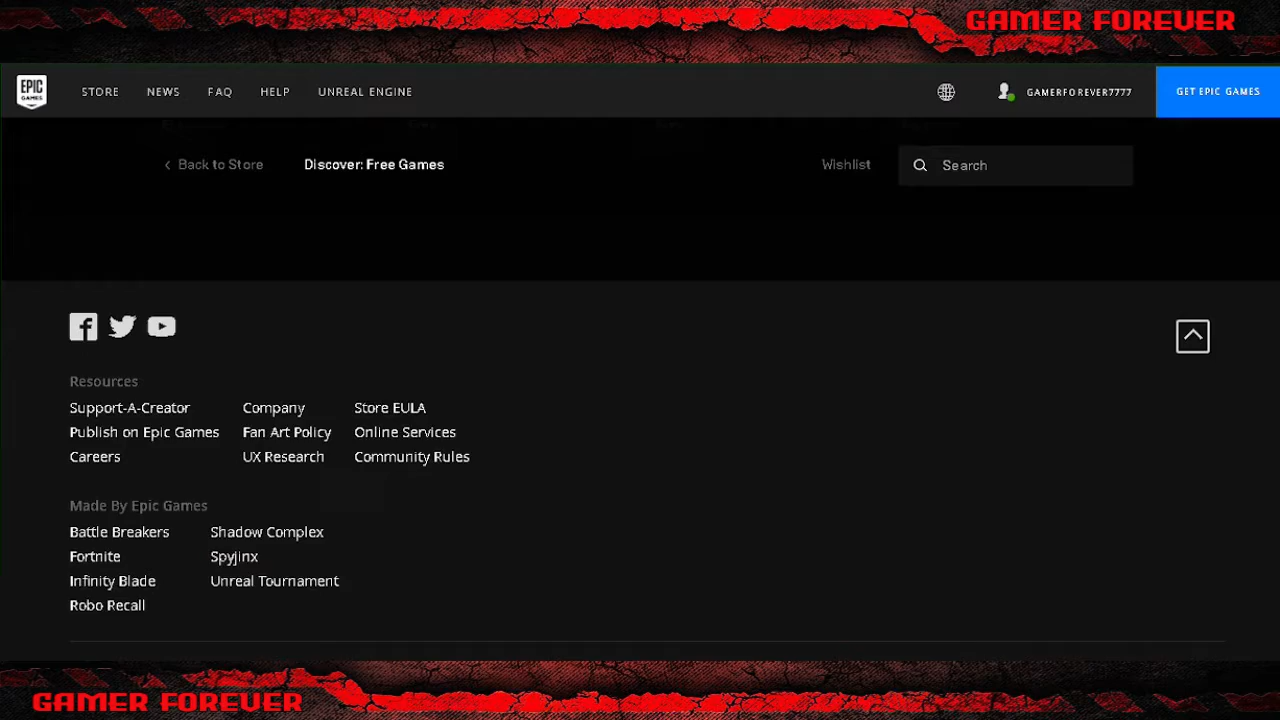 GAMER FOREVER
EPIC GAMES
STORE NEWS FAQ HELP UNREAL ENGINE GAMERFOREVER7777 GET EPIC GAMES
Back to Store Discover: Free Games Wishlist Search
Resources
Support-A-Creator Company Store EULA
Publish on Epic Games Fan Art Policy Online Services
Careers UX Research Community Rules
Made By Epic Games
Battle Breakers Shadow Complex
Fortnite Spyjinx
Infinity Blade Unreal Tournament
Robo Recall
GAMER FOREVER